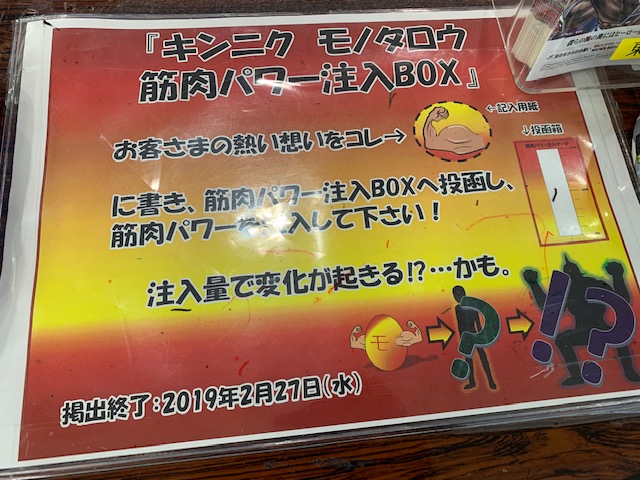 『キンニク モノタロウ
筋肉パワー注入BOX』
←記入用紙
お客さまの熱い想いをコレ→
↓投函箱
に書き、筋肉パワー注入BOXへ投函し、
筋肉パワーを注入して下さい!
注入量で変化が起きる!?…かも。
モ
?
!?
掲出終了:2019年2月27日(水)